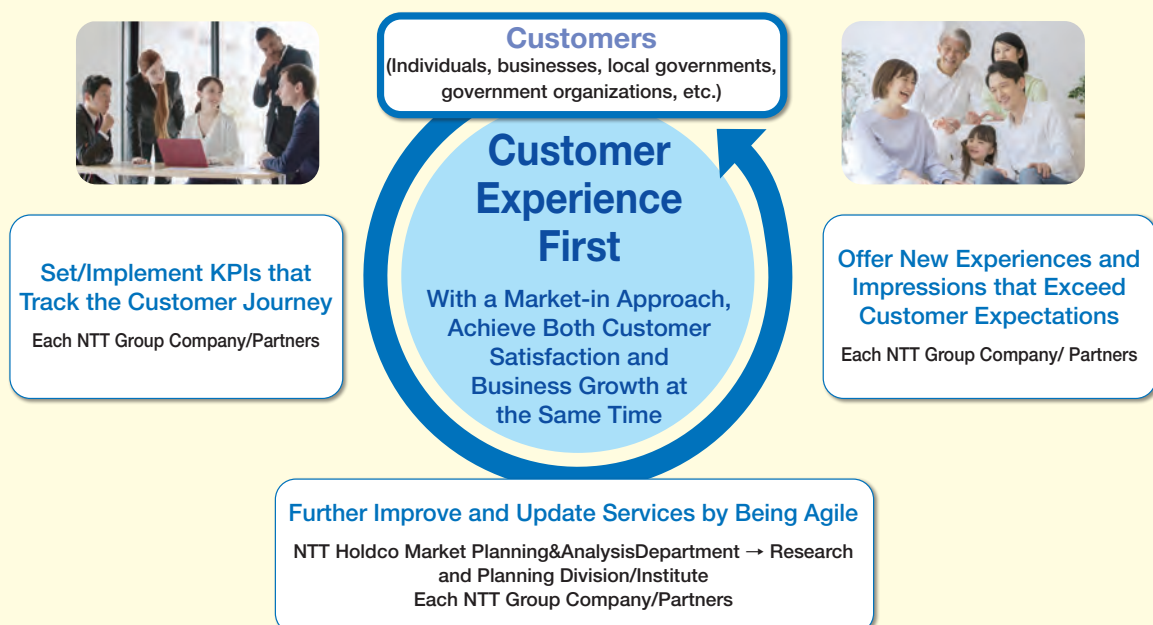 Customers
(Individuals, businesses, local governments,
government organizations, etc.)
Customer
Experience
First
With a Market-in Approach,
Achieve Both Customer
Satisfaction and
Business Growth at
the Same Time
Set/Implement KPIs that
Track the Customer Journey
Each NTT Group Company/Partners
Offer New Experiences and
Impressions that Exceed
Customer Expectations
Each NTT Group Company/ Partners
Further Improve and Update Services by Being Agile
NTT Holdco Market Planning&AnalysisDepartment → Research
and Planning Division/Institute
Each NTT Group Company/Partners